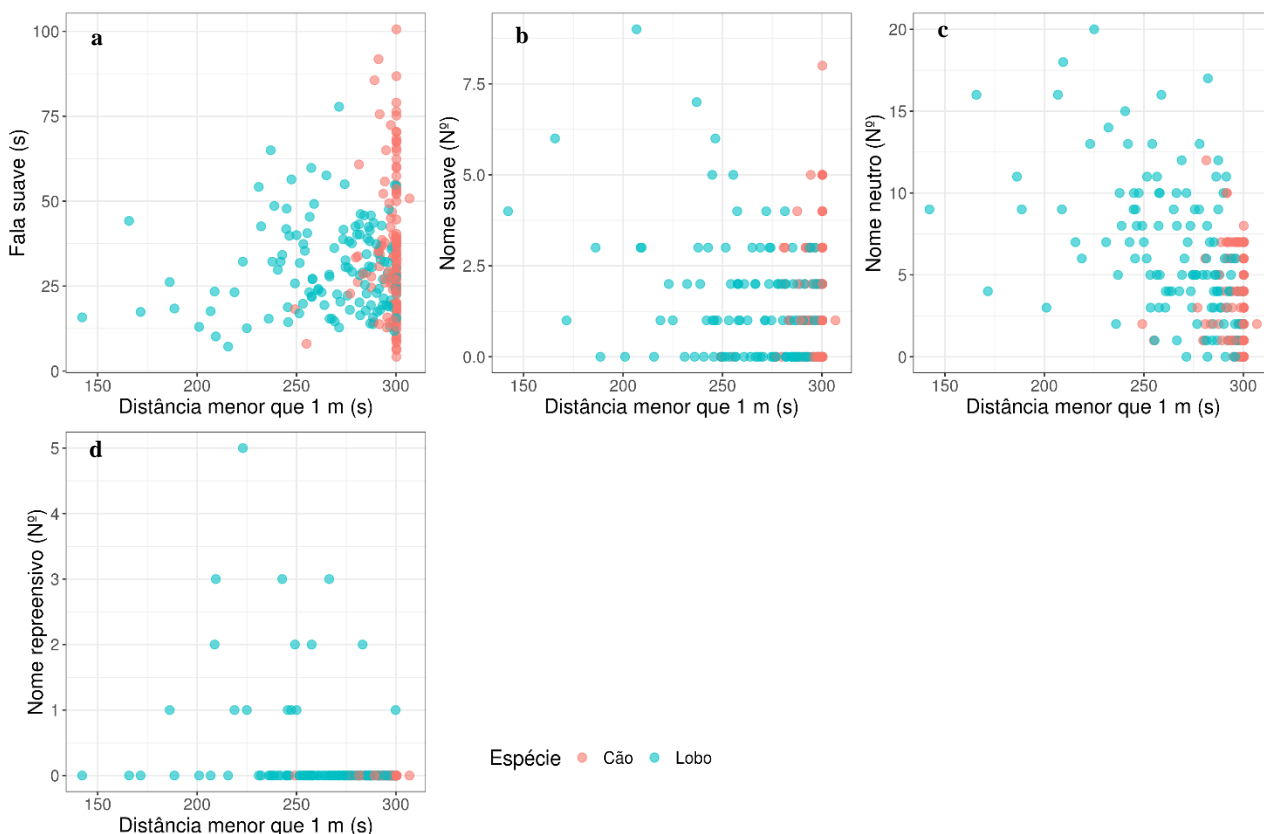 a
100
75
50
25
0
Fala suave (s)
150 200 250 300
Distância menor que 1 m (s)
b
7.5
5.0
2.5
0.0
Nome suave (Nº)
150 200 250 300
Distância menor que 1 m (s)
c
20
15
10
5
0
Nome neutro (Nº)
150 200 250 300
Distância menor que 1 m (s)
d
5
4
3
2
1
0
Nome repreensivo (Nº)
150 200 250 300
Distância menor que 1 m (s)
Espécie Cão Lobo